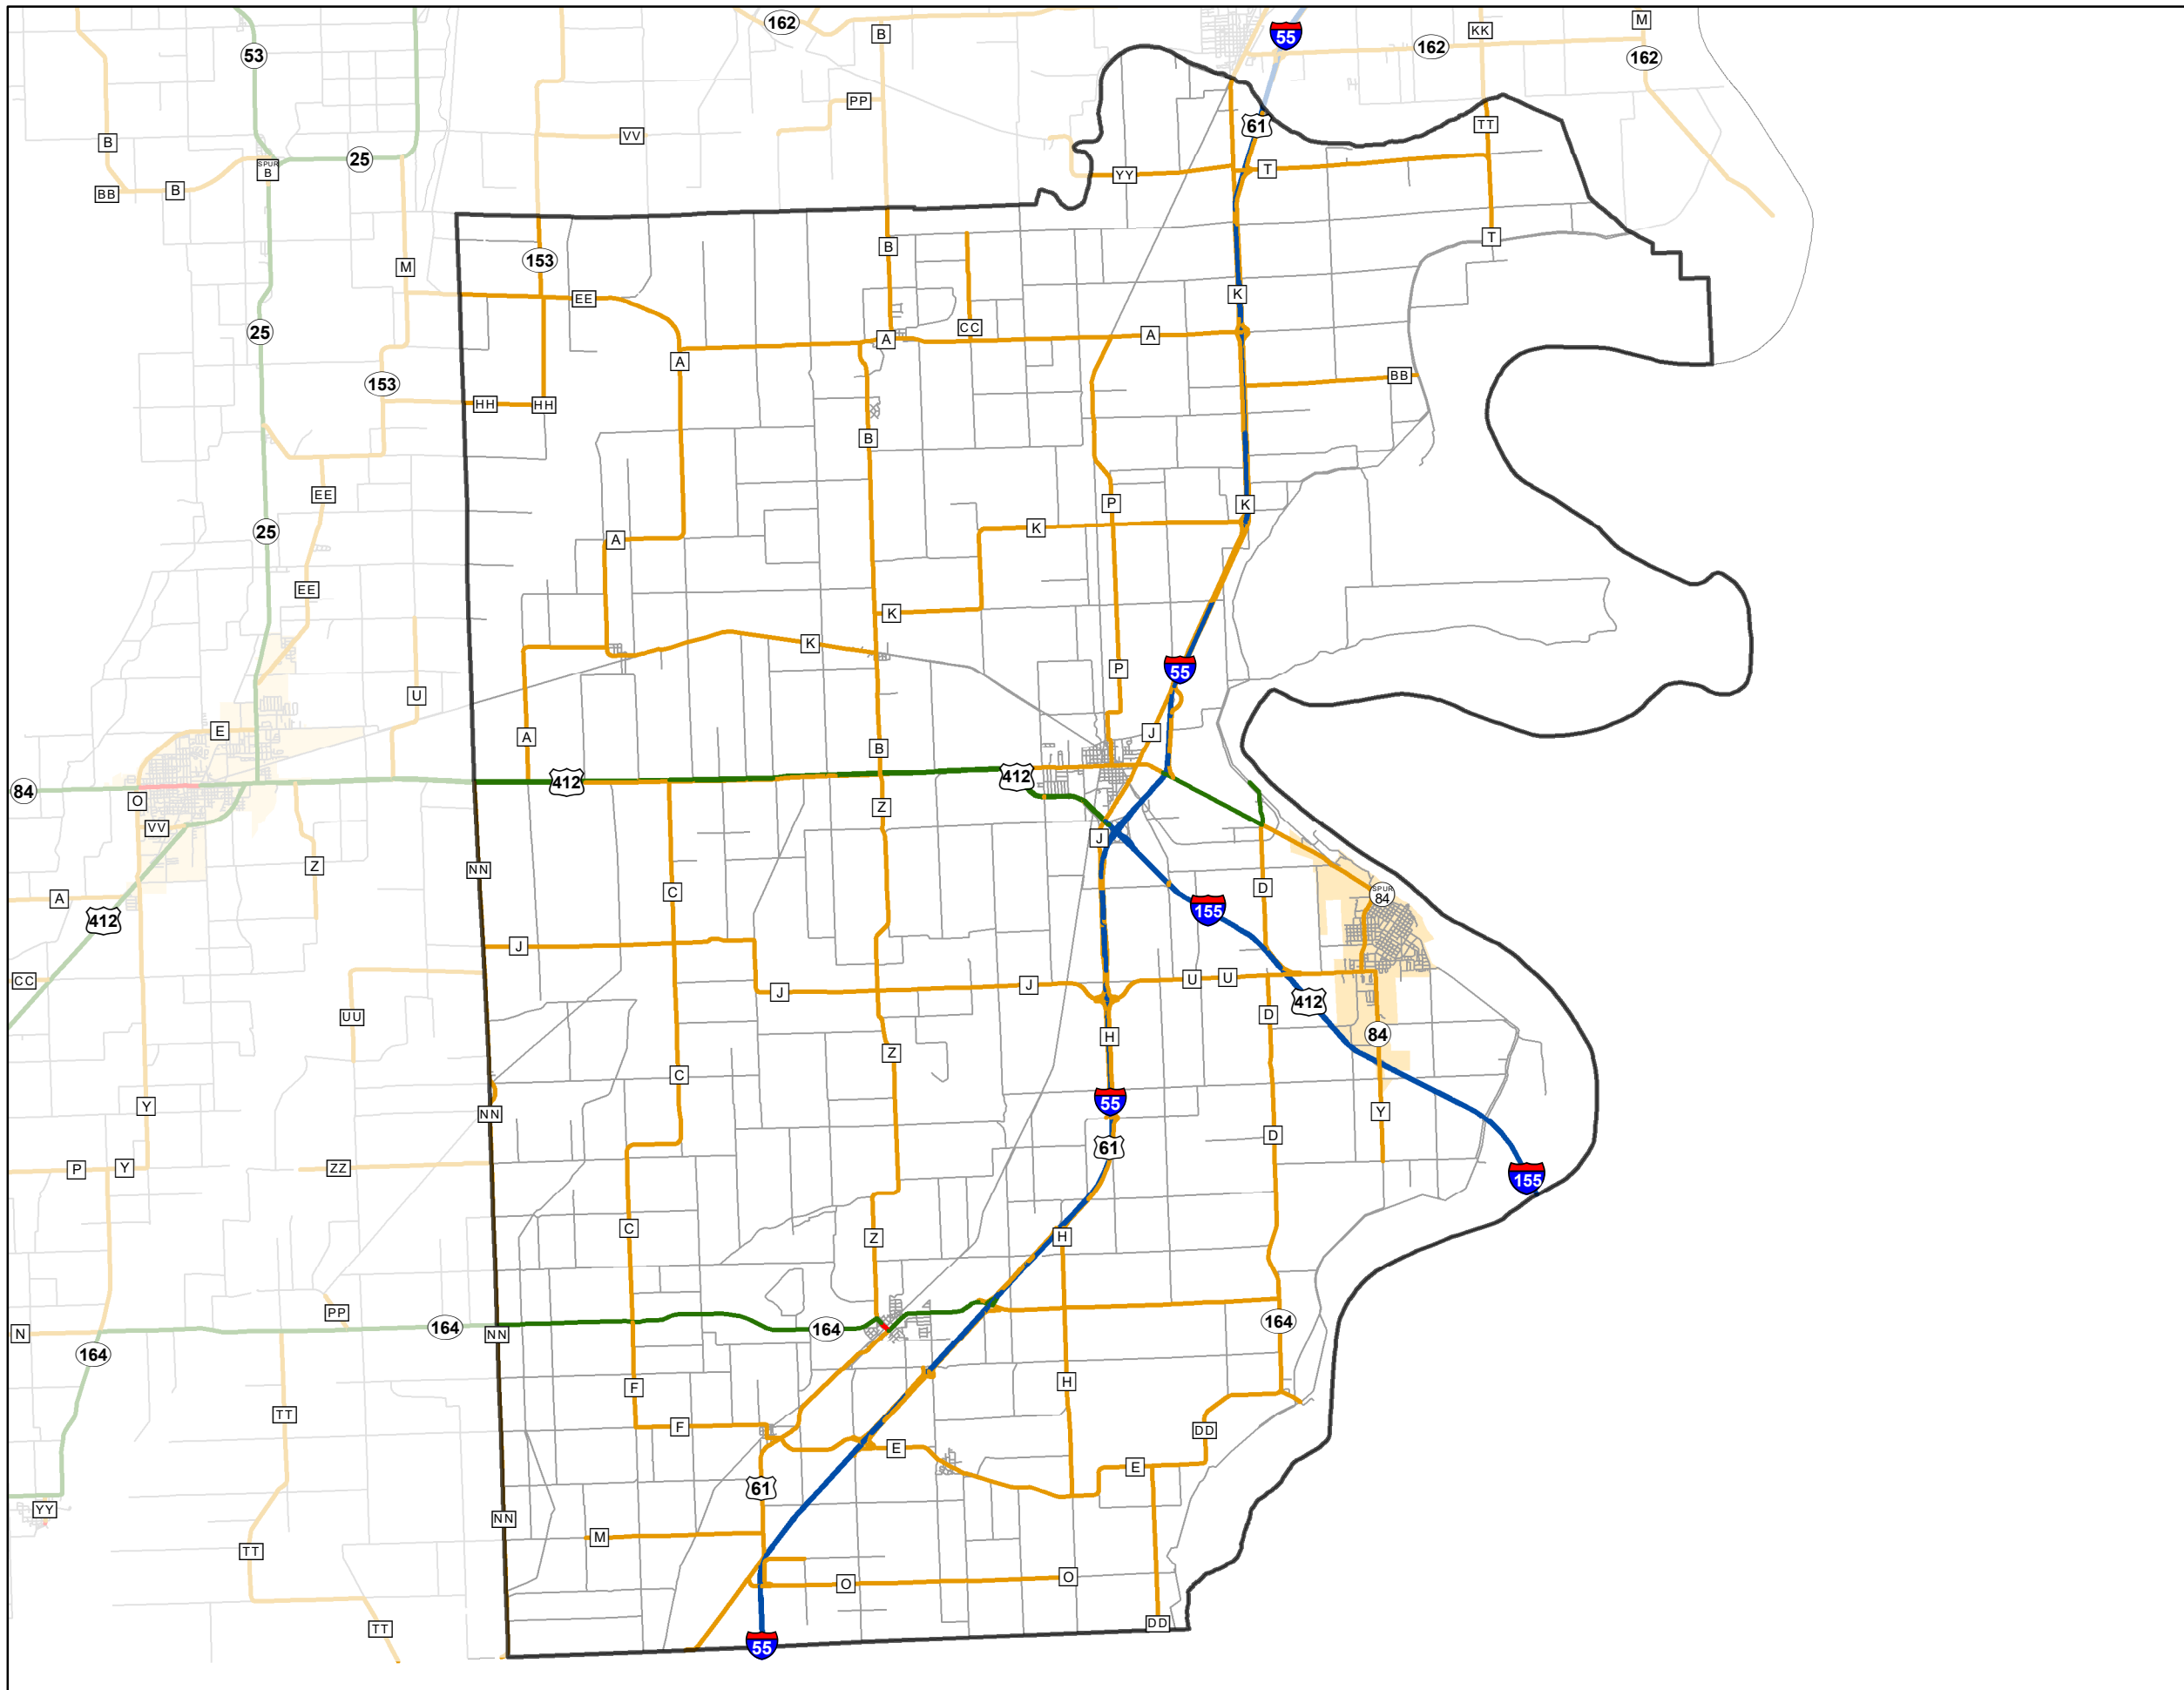 162
B
55
KK
M
53
162
162
PP
61
TT
VV
B
25
SPUR
B
T
YY
BB
B
T
B
153
M
K
EE
CC
25
A
A
A
BB
153
HH
HH
B
EE
P
K
25
K
A
EE
K
K
55
P
U
E
J
A
B
412
412
84
O
Z
VV
J
Z
NN
D
C
SPUR
84
A
155
412
J
U
U
CC
J
J
412
D
UU
84
H
Z
C
55
Y
Y
NN
D
61
P
Y
ZZ
155
C
Z
H
PP
164
164
164
N
NN
164
H
F
TT
F
DD
E
E
61
YY
NN
M
TT
O
O
DD
TT
55